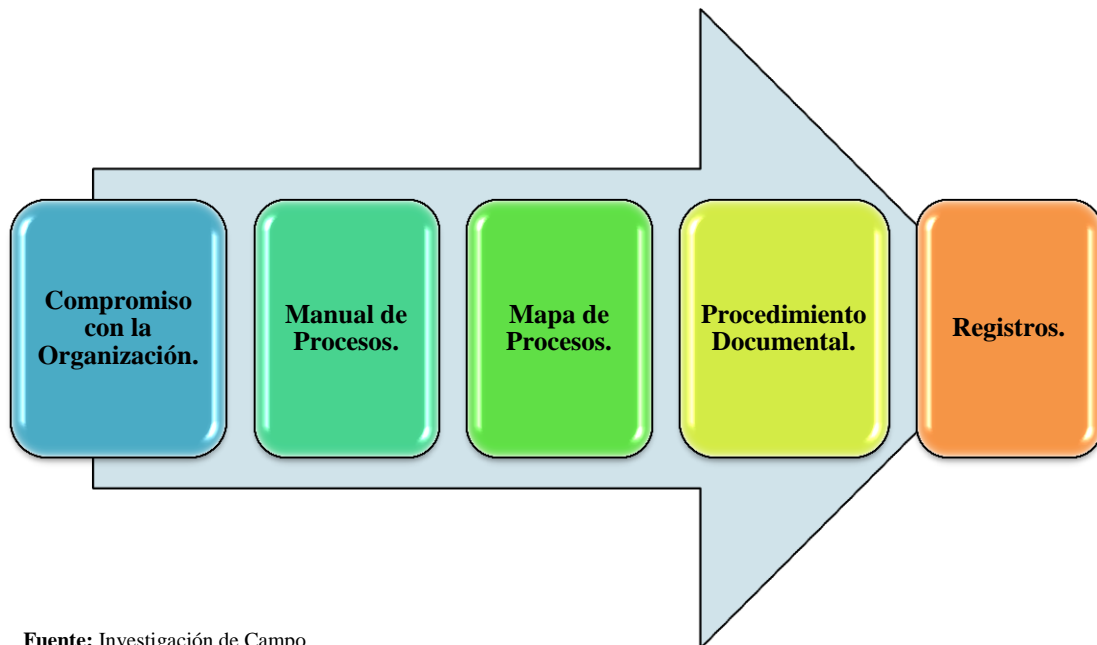 Compromiso
con la
Organización.
Manual de
Procesos.
Mapa de
Procesos.
Procedimiento
Documental.
Registros.
Fuente: Investigación de Campo